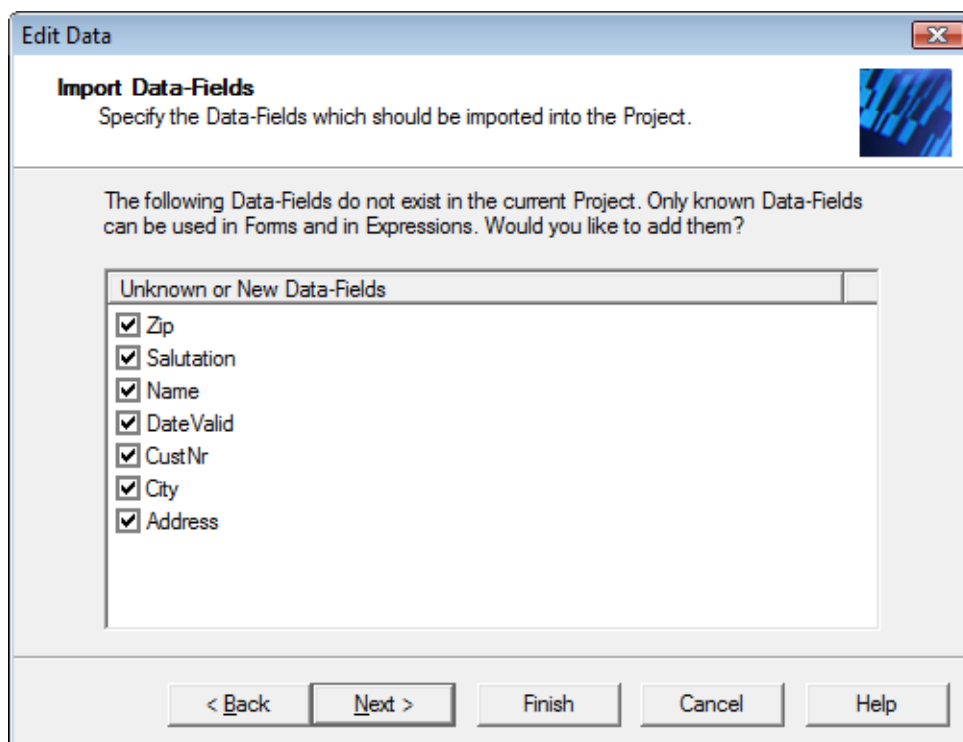 Edit Data
Import Data-Fields
Specify the Data-Fields which should be imported into the Project.
The following Data-Fields do not exist in the current Project. Only known Data-Fields
can be used in Forms and in Expressions. Would you like to add them?
Unknown or New Data-Fields
Zip
Salutation
Name
DateValid
CustNr
City
Address
< Back Next > Finish Cancel Help